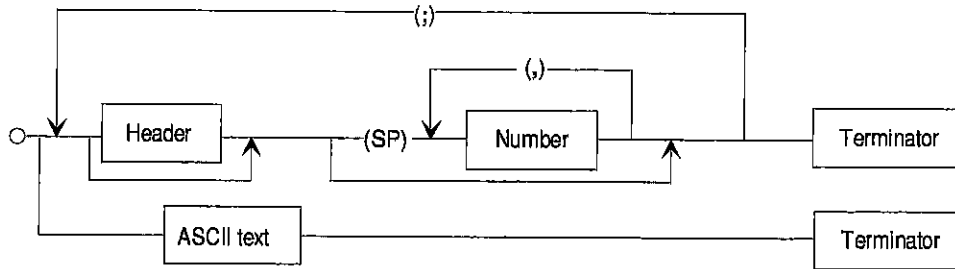 (;)
(,)
Header (SP) Number Terminator
ASCII text Terminator